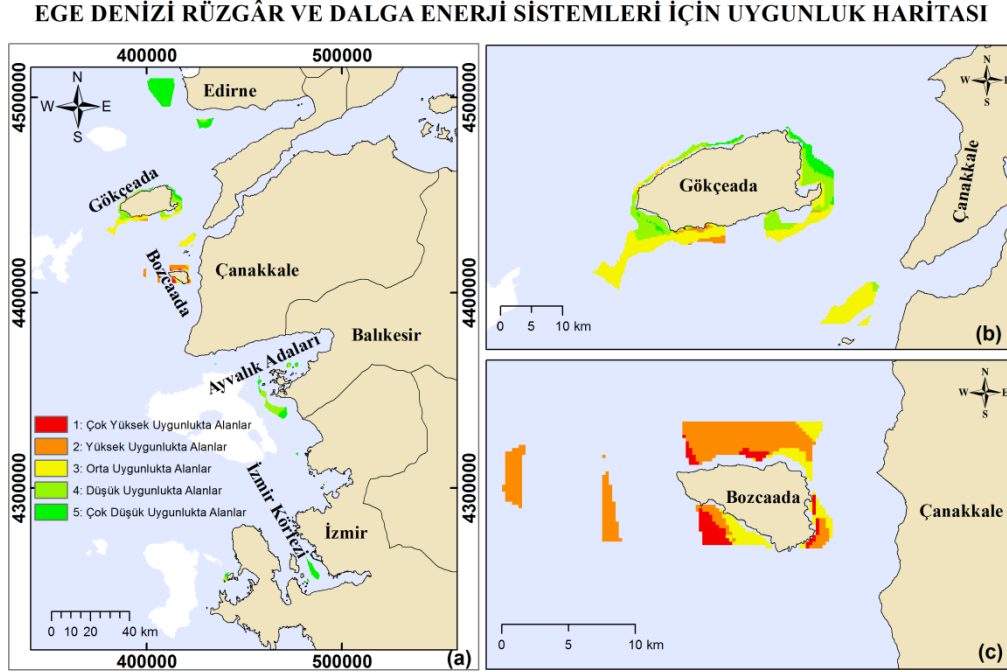 EGE DENİZİ RÜZGÂR VE DALGA ENERJİ SİSTEMLERİ İÇİN UYGUNLUK HARİTASI
400000 500000
4500000 4500000
4400000 4400000
4300000 4300000
N
W E
S
Edirne
Gökçeada
Bozcaada
Çanakkale
Balıkesir
Ayvalık Adaları
1: Çok Yüksek Uygunlukta Alanlar
2: Yüksek Uygunlukta Alanlar
3: Orta Uygunlukta Alanlar
4: Düşük Uygunlukta Alanlar
5: Çok Düşük Uygunlukta Alanlar
İzmir Körfezi
İzmir
0 10 20 40 km
(a)
400000 500000
N
W E
S
Gökçeada
Çanakkale
0 5 10 km
(b)
N
W E
S
Bozcaada
Çanakkale
0 5 10 km
(c)